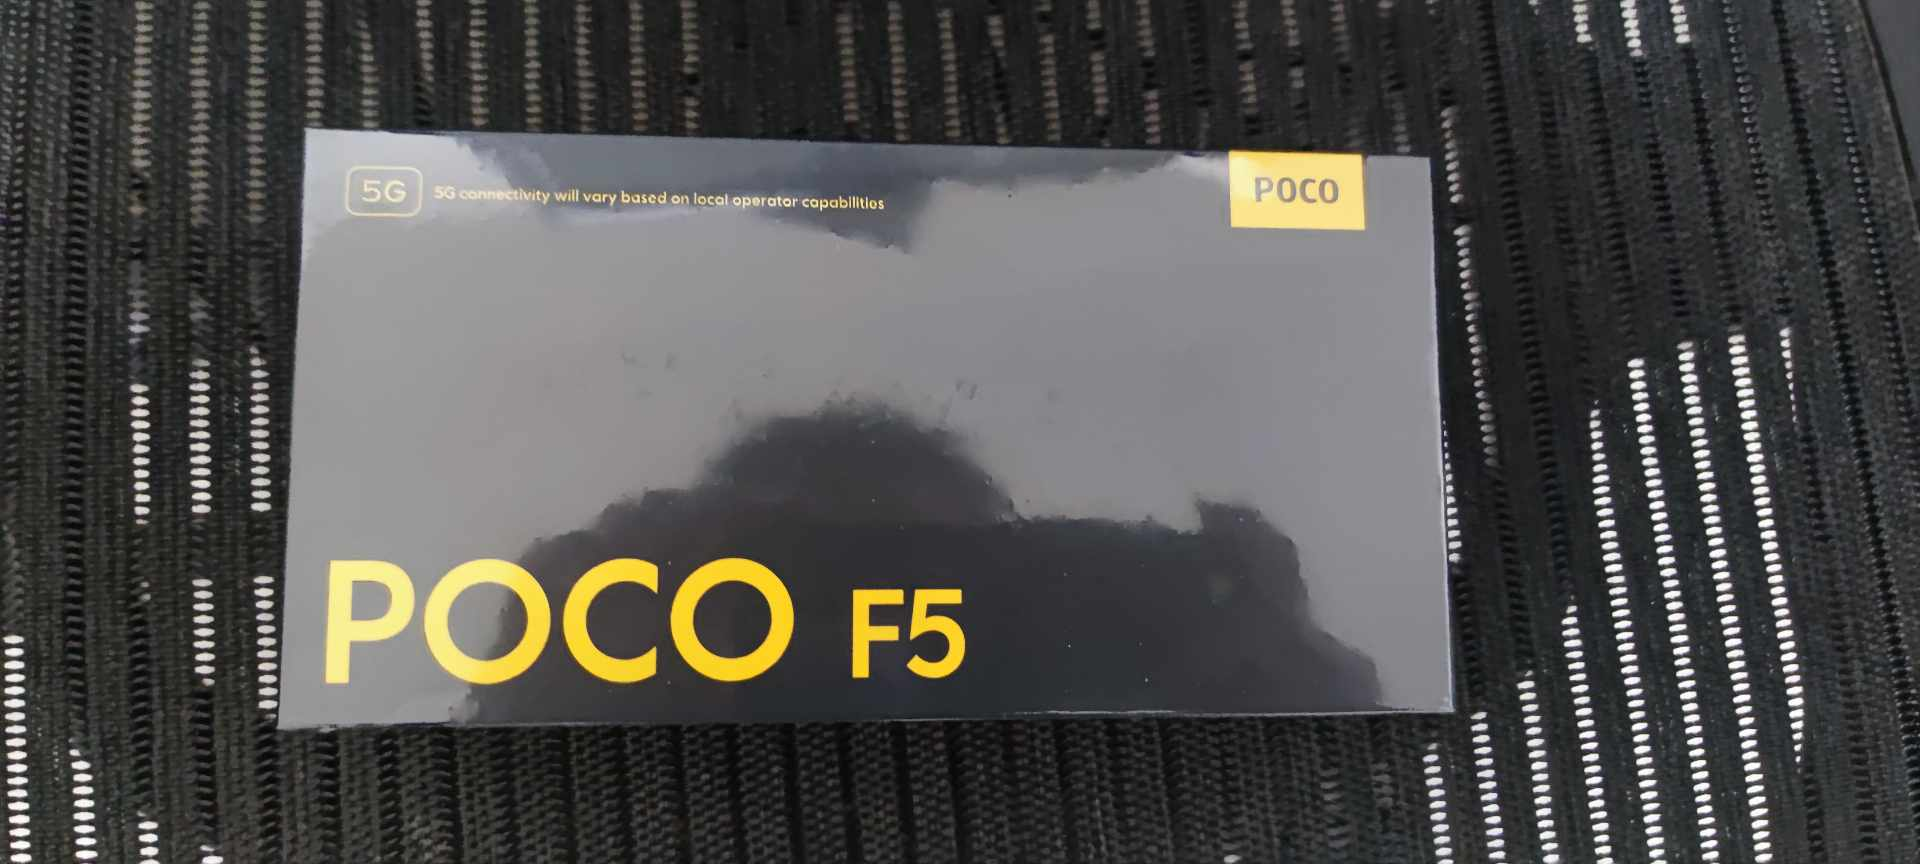 5G 5G connectivity will vary based on local operator capabilities
POCO
POCO F5